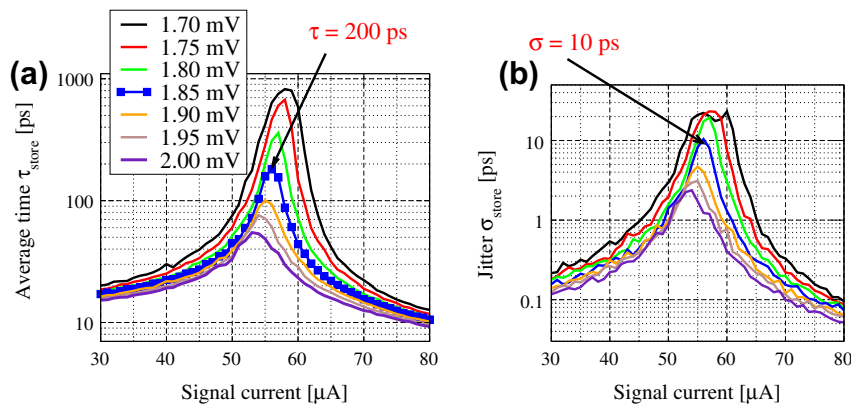 1.70 mV
1.75 mV
1.80 mV
1.85 mV
1.90 mV
1.95 mV
2.00 mV
τ = 200 ps
(a)
1000
100
10
Average time τstore [ps]
30 40 50 60 70 80
Signal current [μA]
σ = 10 ps
(b)
10
1
0.1
Jitter σstore [ps]
30 40 50 60 70 80
Signal current [μA]